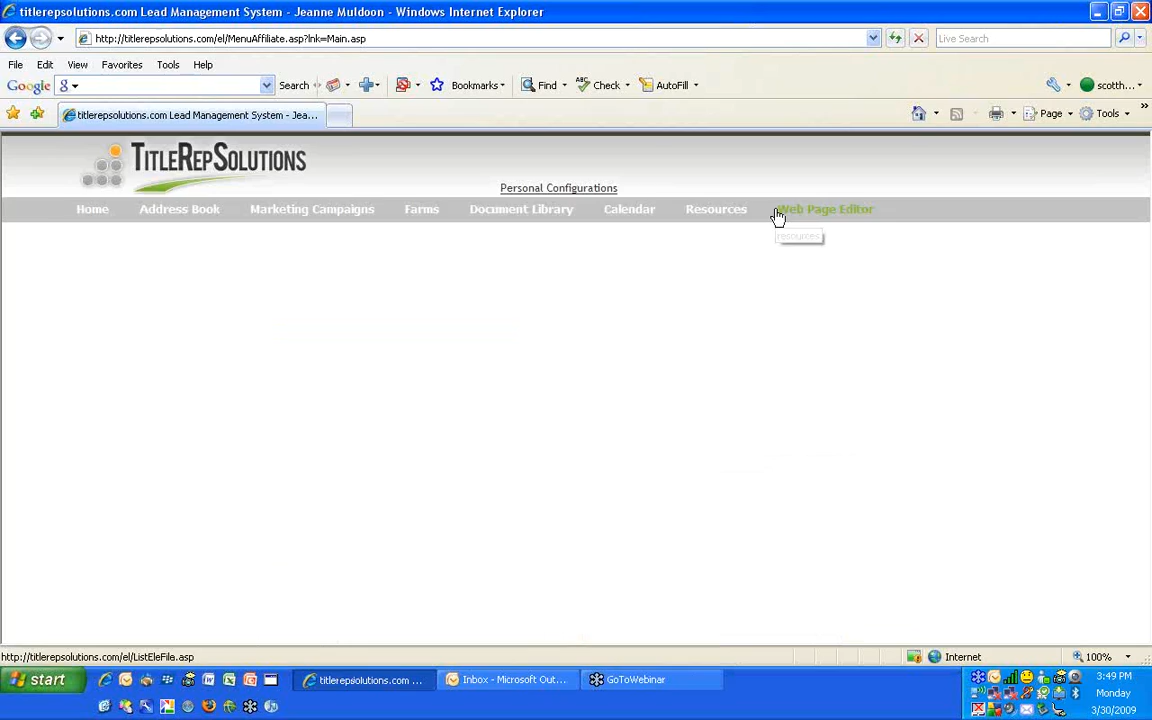 titlerepsolutions.com Lead Management System - Jeanne Muldoon - Windows Internet Explorer
http://titlerepsolutions.com/el/MenuAffiliate.asp?lnk=Main.asp
Live Search
File Edit View Favorites Tools Help
Google Search Bookmarks Find Check AutoFill scotth...
titlerepsolutions.com Lead Management System - Jea... Page Tools
TITLEREPSOLUTIONS
Personal Configurations
Home Address Book Marketing Campaigns Farms Document Library Calendar Resources Web Page Editor
resources
http://titlerepsolutions.com/el/ListEleFile.asp Internet 100%
start titlerepsolutions.com ... Inbox - Microsoft Out... GoToWebinar 3:49 PM
Monday
3/30/2009